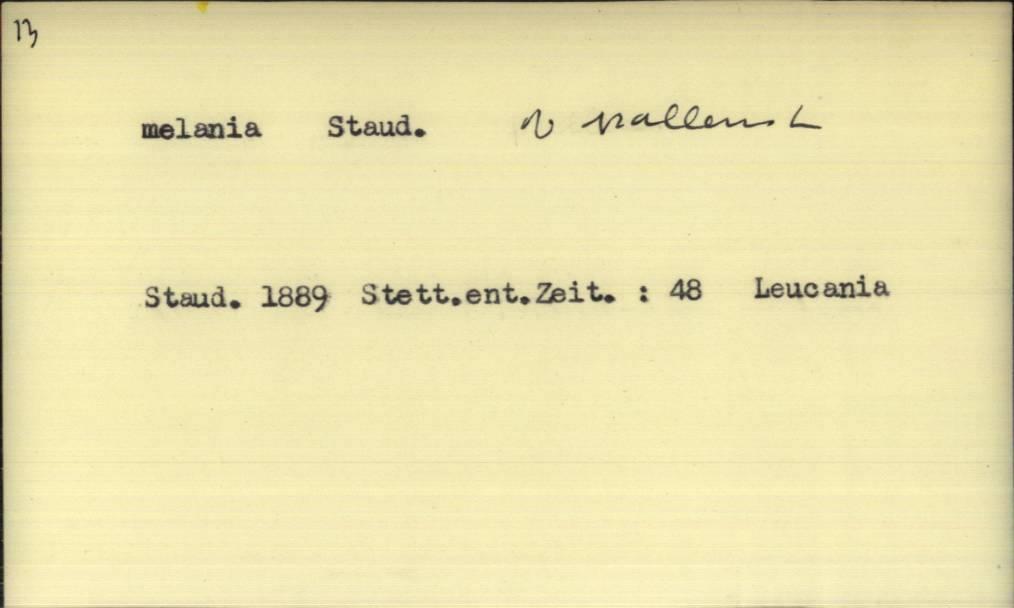 13
melania Staud. v pallens L
Staud. 1889 Stett.ent.Zeit. : 48 Leucania